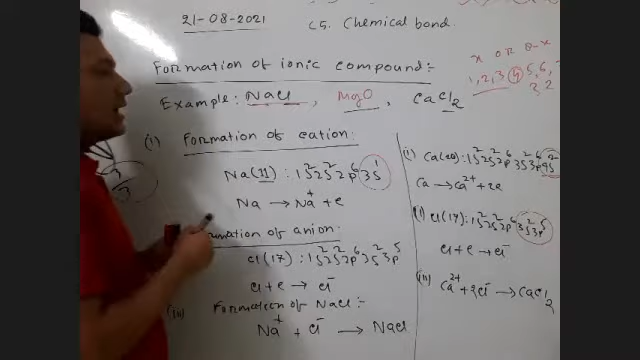 21-08-2021
C5. Chemical bond.
x OR 8-x
1,2,3 (4) 5,6,
3 2
Formation of ionic compound:-
Example: NaCl, MgO, CaCl₂
(i) Formation of cation:
Na(11): 1s² 2s² 2p⁶ 3s¹
Na → Na⁺ + e
Formation of anion:
Cl(17): 1s² 2s² 2p⁶ 3s² 3p⁵
Cl + e → Cl⁻
(iii) Formation of NaCl:-
Na⁺ + Cl⁻ → NaCl
(i) Ca(20): 1s² 2s² 2p⁶ 3s² 3p⁶ 4s²
Ca → Ca²⁺ + 2e
(ii) Cl(17): 1s² 2s² 2p⁶ 3s² 3p⁵
Cl + e → Cl⁻
(iii) Ca²⁺ + 2Cl⁻ → CaCl₂